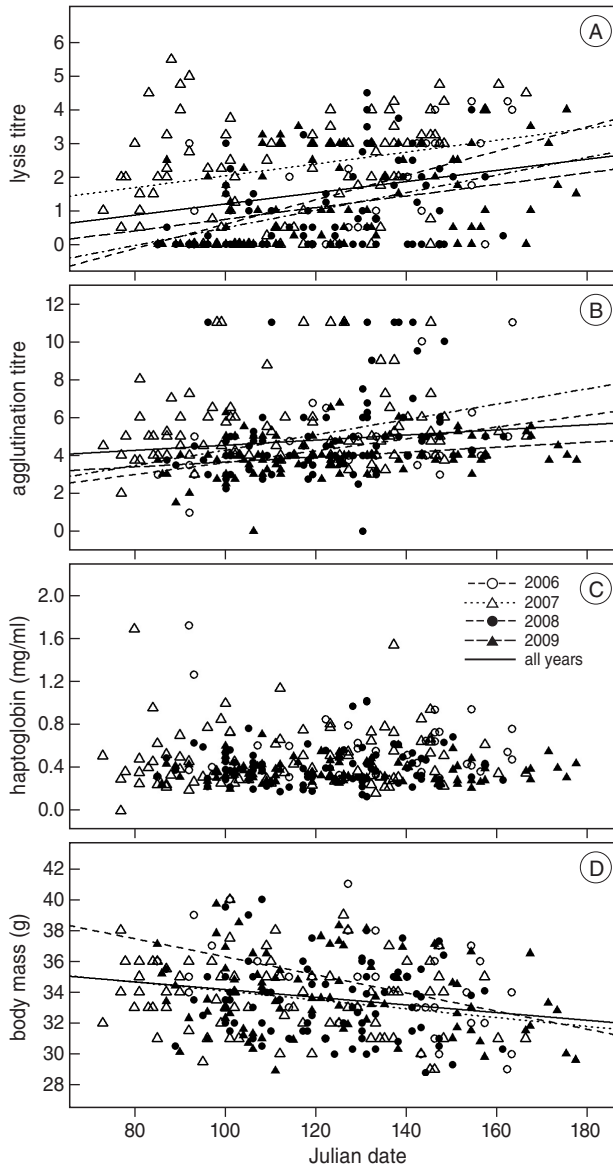 A
lysis titre
6
5
4
3
2
1
0
B
agglutination titre
12
10
8
6
4
2
0
C
haptoglobin (mg/ml)
2.0
1.6
1.2
0.8
0.4
0.0
2006
2007
2008
2009
all years
D
body mass (g)
42
40
38
36
34
32
30
28
80 100 120 140 160 180
Julian date